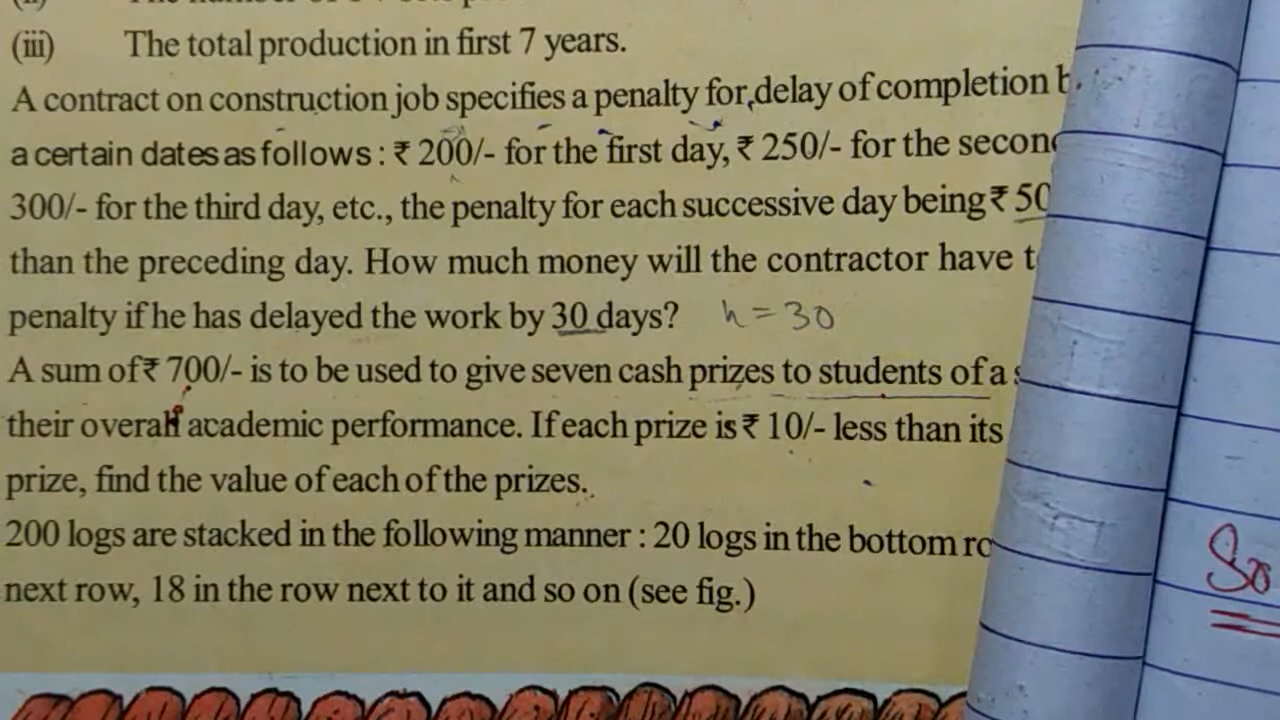 (iii) The total production in first 7 years.
A contract on construction job specifies a penalty for delay of completion b
a certain dates as follows : ₹ 200/- for the first day, ₹ 250/- for the secon
300/- for the third day, etc., the penalty for each successive day being ₹ 50
than the preceding day. How much money will the contractor have t
penalty if he has delayed the work by 30 days? n = 30
A sum of ₹ 700/- is to be used to give seven cash prizes to students of a s
their overall academic performance. If each prize is ₹ 10/- less than its
prize, find the value of each of the prizes.
200 logs are stacked in the following manner : 20 logs in the bottom ro
next row, 18 in the row next to it and so on (see fig.)
So